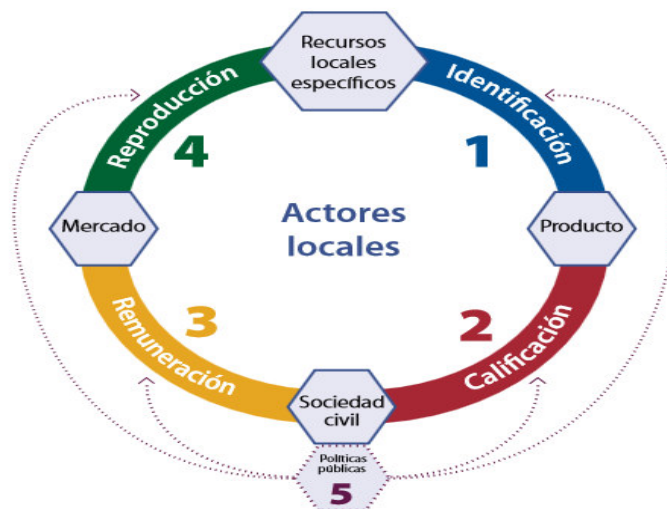 Recursos
locales
específicos
Identificación
1
Producto
Calificación
2
Sociedad
civil
Remuneración
3
Mercado
Reproducción
4
Actores
locales
Políticas
públicas
5